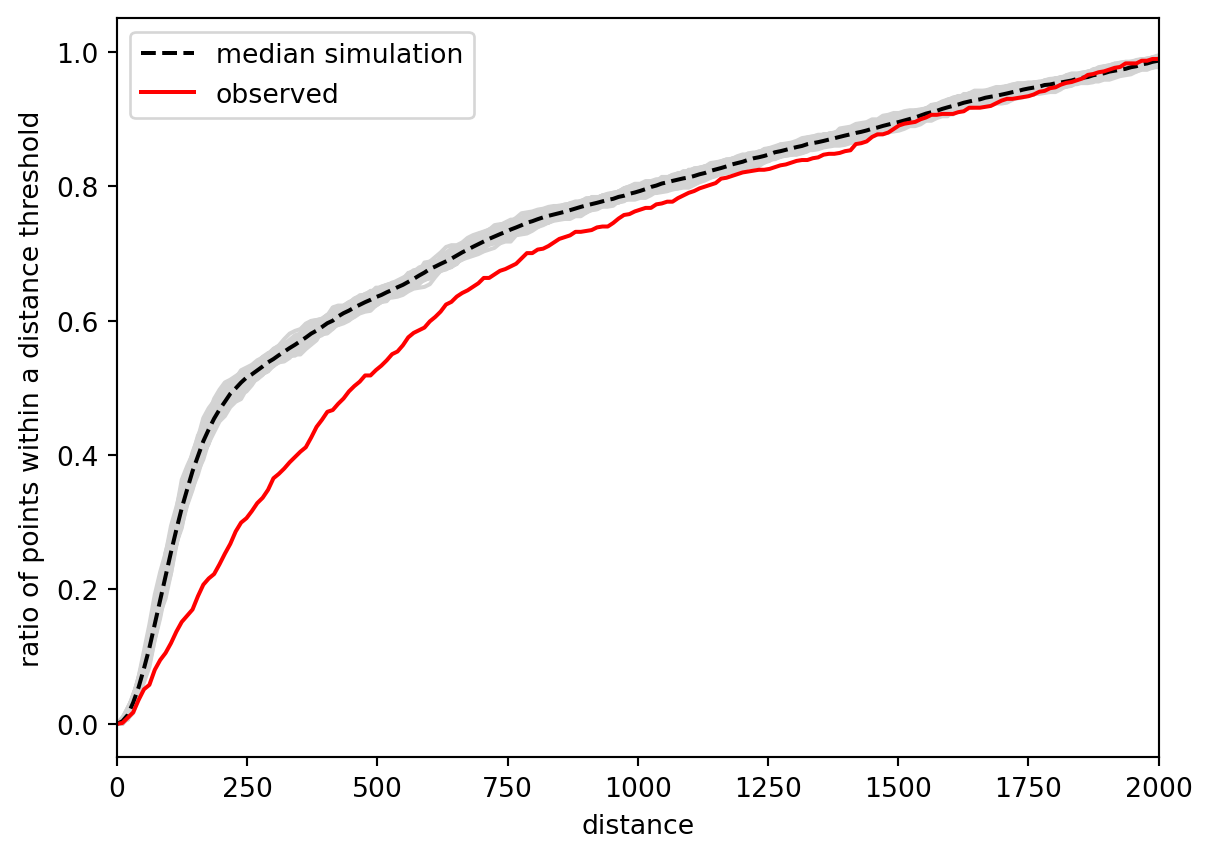 median simulation
observed
ratio of points within a distance threshold
1.0
0.8
0.6
0.4
0.2
0.0
0 250 500 750 1000 1250 1500 1750 2000
distance